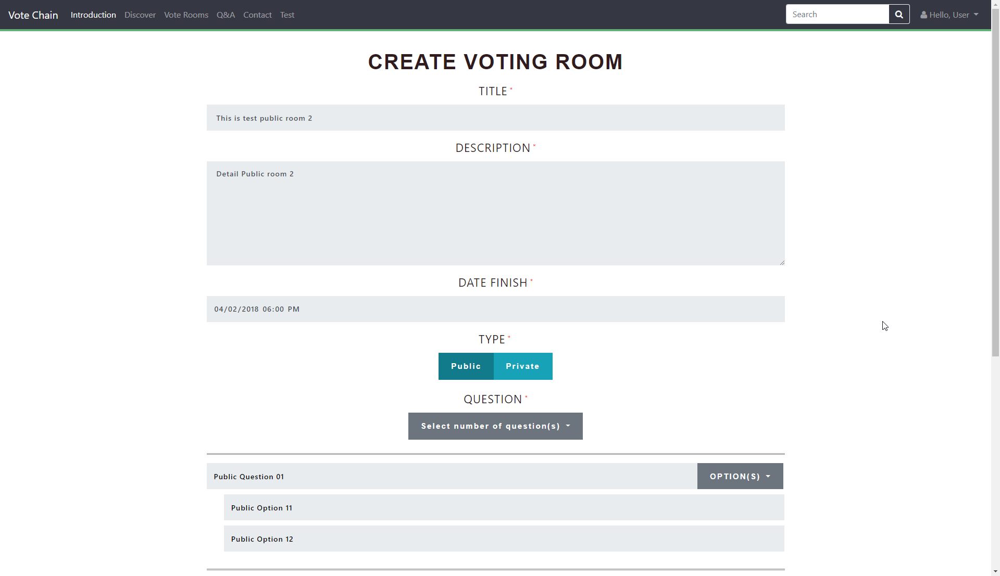 Vote Chain Introduction Discover Vote Rooms Q&A Contact Test Search Hello, User
CREATE VOTING ROOM
TITLE *
This is test public room 2
DESCRIPTION *
Detail Public room 2
DATE FINISH *
04/02/2018 06:00 PM
TYPE *
Public Private
QUESTION *
Select number of question(s)
Public Question 01 OPTION(S)
Public Option 11
Public Option 12